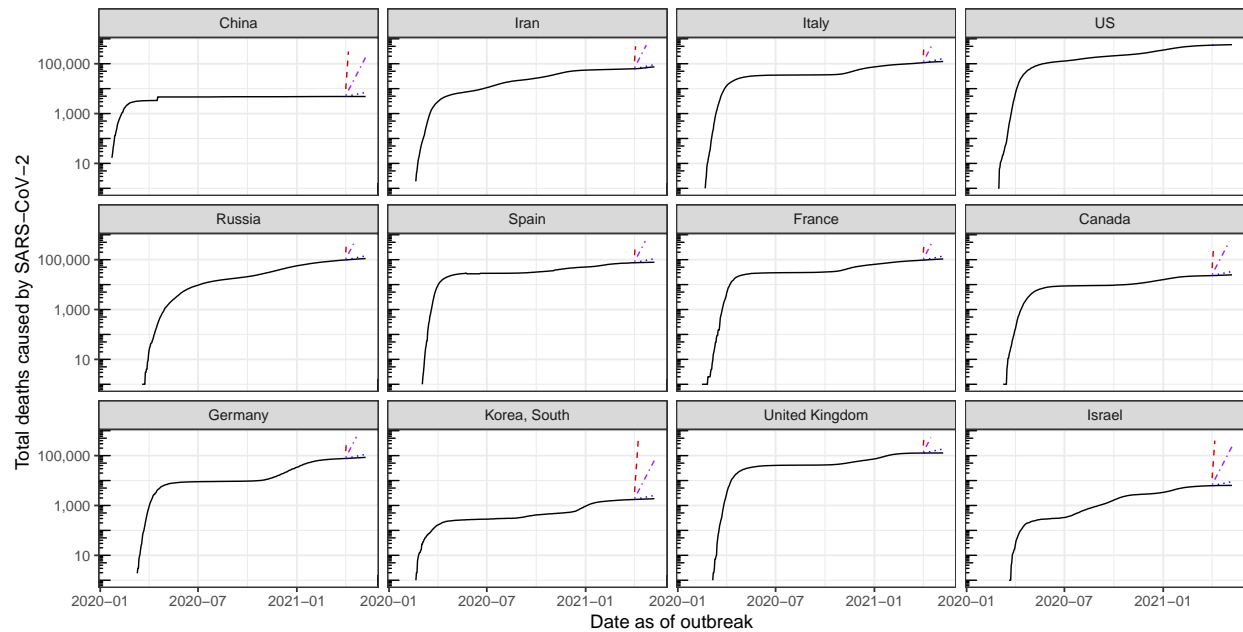 China Iran Italy US
100,000
1,000
10
Russia Spain France Canada
100,000
1,000
10
Germany Korea, South United Kingdom Israel
100,000
1,000
10
2020−01 2020−07 2021−01 2020−01 2020−07 2021−01 2020−01 2020−07 2021−01 2020−01 2020−07 2021−01
Date as of outbreak
Total deaths caused by SARS−CoV−2